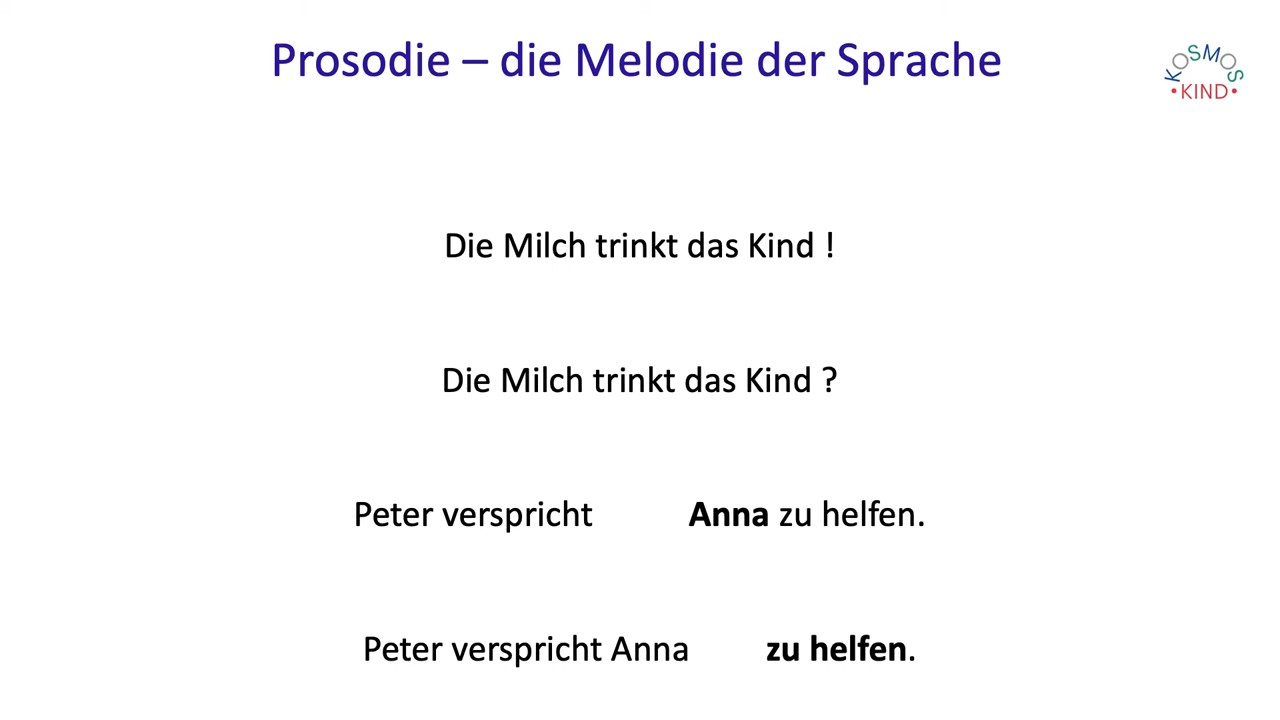 Prosodie – die Melodie der Sprache
KOSMOS
•KIND•
Die Milch trinkt das Kind !
Die Milch trinkt das Kind ?
Peter verspricht Anna zu helfen.
Peter verspricht Anna zu helfen.